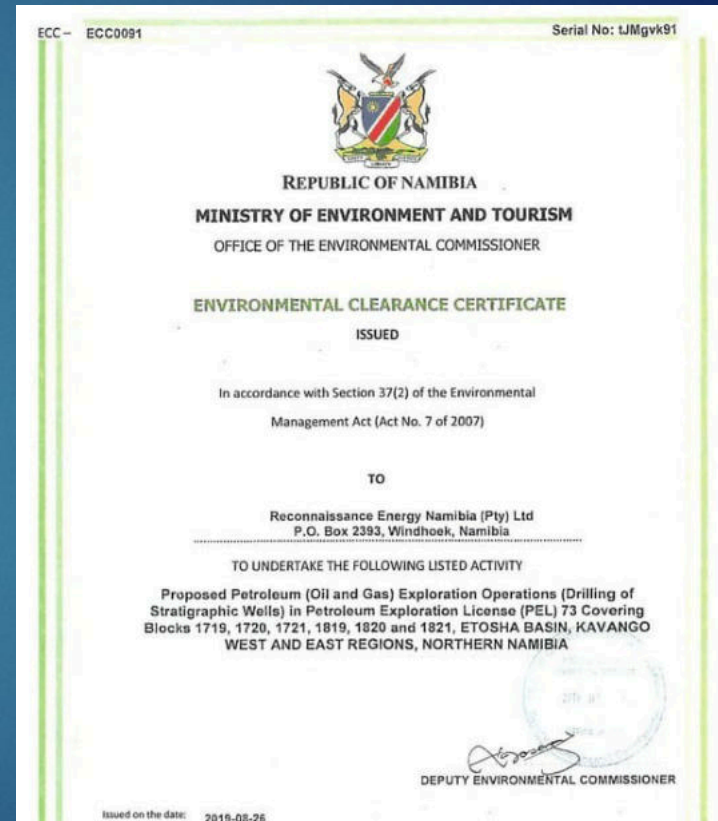 ECC – ECC0091
Serial No: tJMgvk91
REPUBLIC OF NAMIBIA
MINISTRY OF ENVIRONMENT AND TOURISM
OFFICE OF THE ENVIRONMENTAL COMMISSIONER
ENVIRONMENTAL CLEARANCE CERTIFICATE
ISSUED
In accordance with Section 37(2) of the Environmental
Management Act (Act No. 7 of 2007)
TO
Reconnaissance Energy Namibia (Pty) Ltd
P.O. Box 2393, Windhoek, Namibia
TO UNDERTAKE THE FOLLOWING LISTED ACTIVITY
Proposed Petroleum (Oil and Gas) Exploration Operations (Drilling of
Stratigraphic Wells) in Petroleum Exploration License (PEL) 73 Covering
Blocks 1719, 1720, 1721, 1819, 1820 and 1821, ETOSHA BASIN, KAVANGO
WEST AND EAST REGIONS, NORTHERN NAMIBIA
DEPUTY ENVIRONMENTAL COMMISSIONER
Issued on the date: 2019-08-26